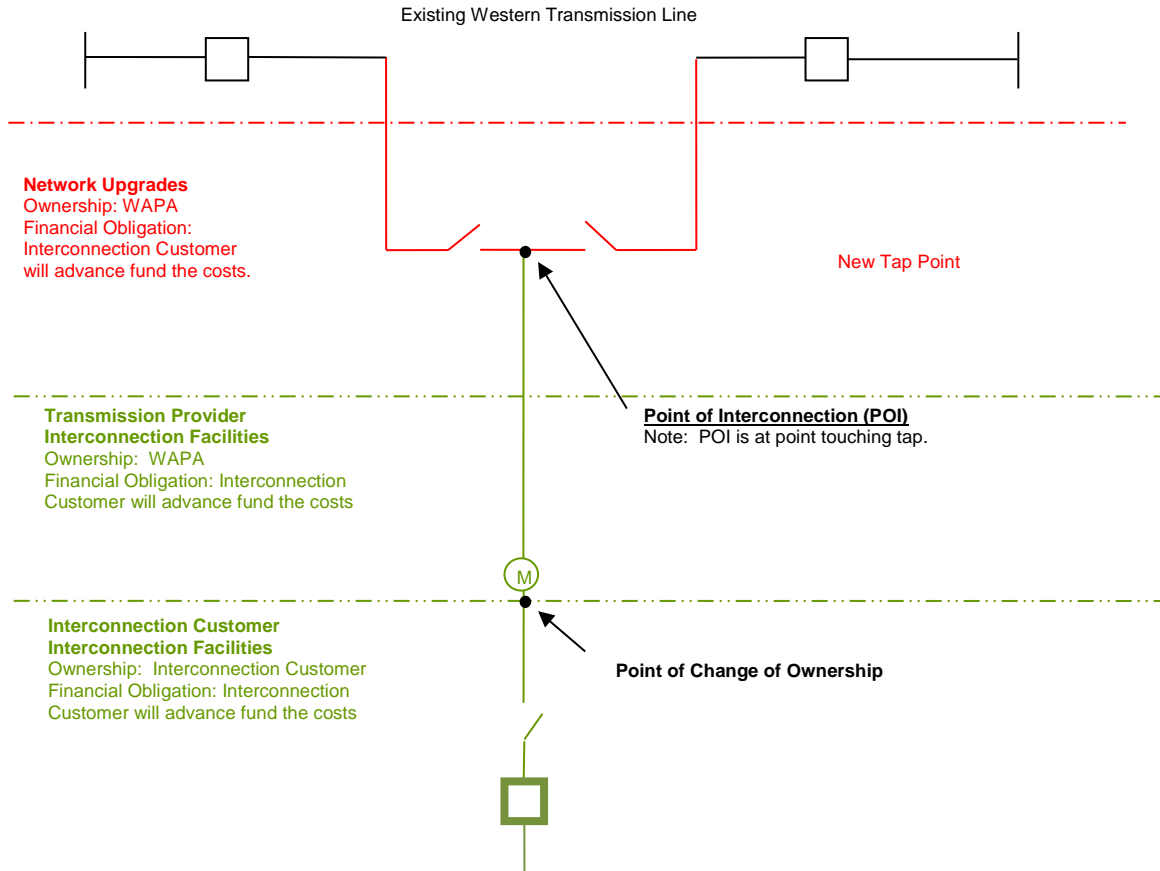 Existing Western Transmission Line
Network Upgrades
Ownership: WAPA
Financial Obligation:
Interconnection Customer
will advance fund the costs.
New Tap Point
Transmission Provider
Interconnection Facilities
Ownership: WAPA
Financial Obligation: Interconnection
Customer will advance fund the costs
Point of Interconnection (POI)
Note: POI is at point touching tap.
M
Interconnection Customer
Interconnection Facilities
Ownership: Interconnection Customer
Financial Obligation: Interconnection
Customer will advance fund the costs
Point of Change of Ownership